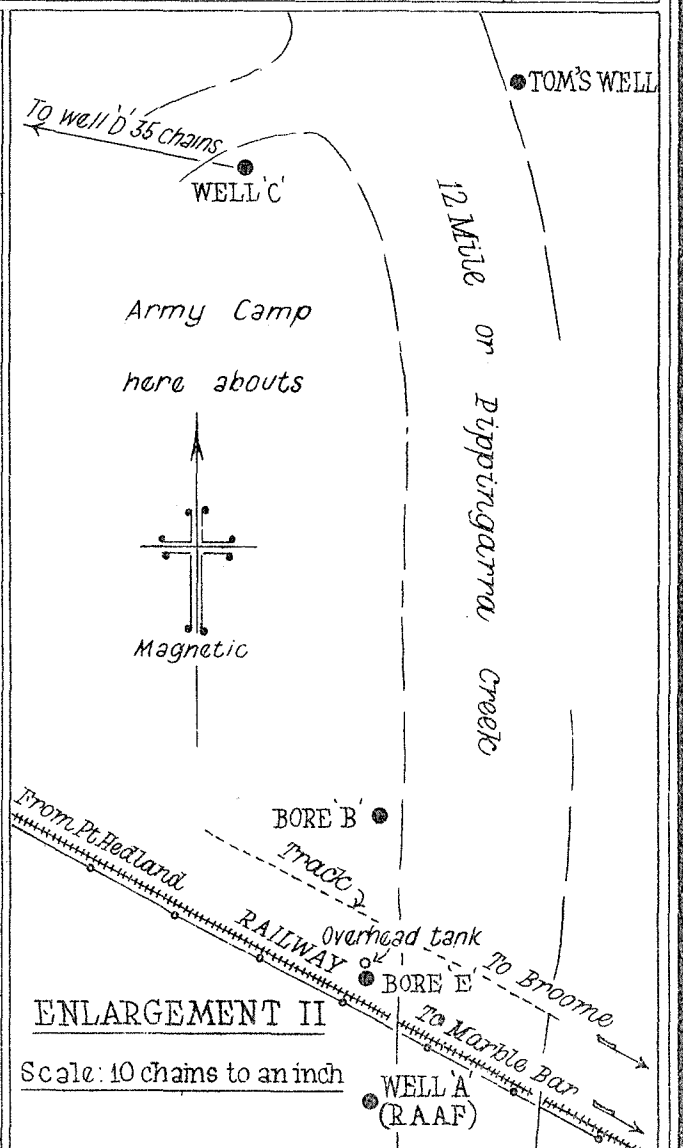 TOM'S WELL
To well 'D' 35 chains
WELL 'C'
12 Mile or Pippingarra Creek
Army Camp
here abouts
Magnetic
BORE 'B'
From Pt Hedland
Track
RAILWAY
Overhead tank
BORE 'E'
To Broome
ENLARGEMENT II
To Marble Bar
Scale: 10 chains to an inch
WELL 'A'
(RAAF)